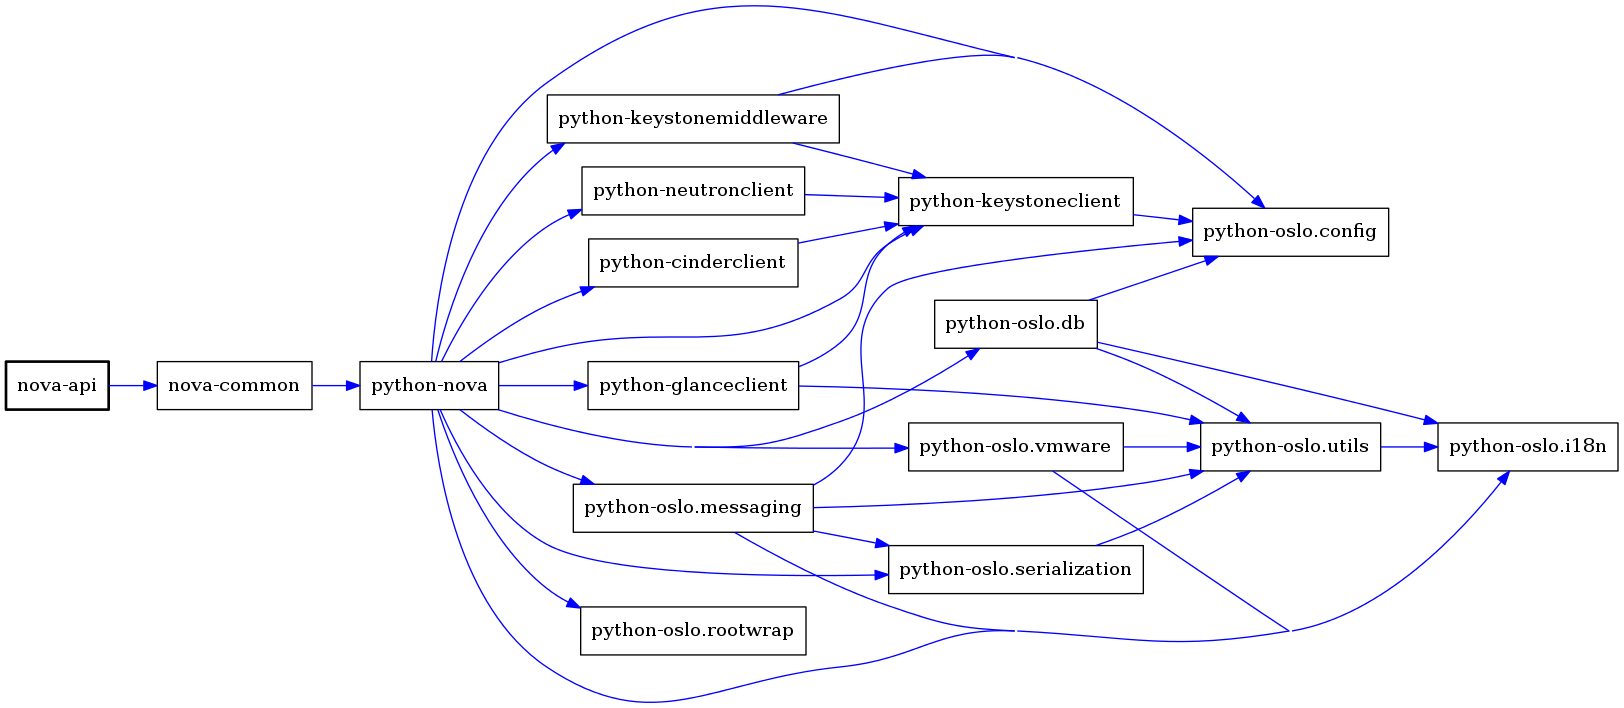 nova-api
nova-common
python-nova
python-keystonemiddleware
python-neutronclient
python-cinderclient
python-glanceclient
python-oslo.messaging
python-oslo.rootwrap
python-keystoneclient
python-oslo.db
python-oslo.vmware
python-oslo.serialization
python-oslo.config
python-oslo.utils
python-oslo.i18n